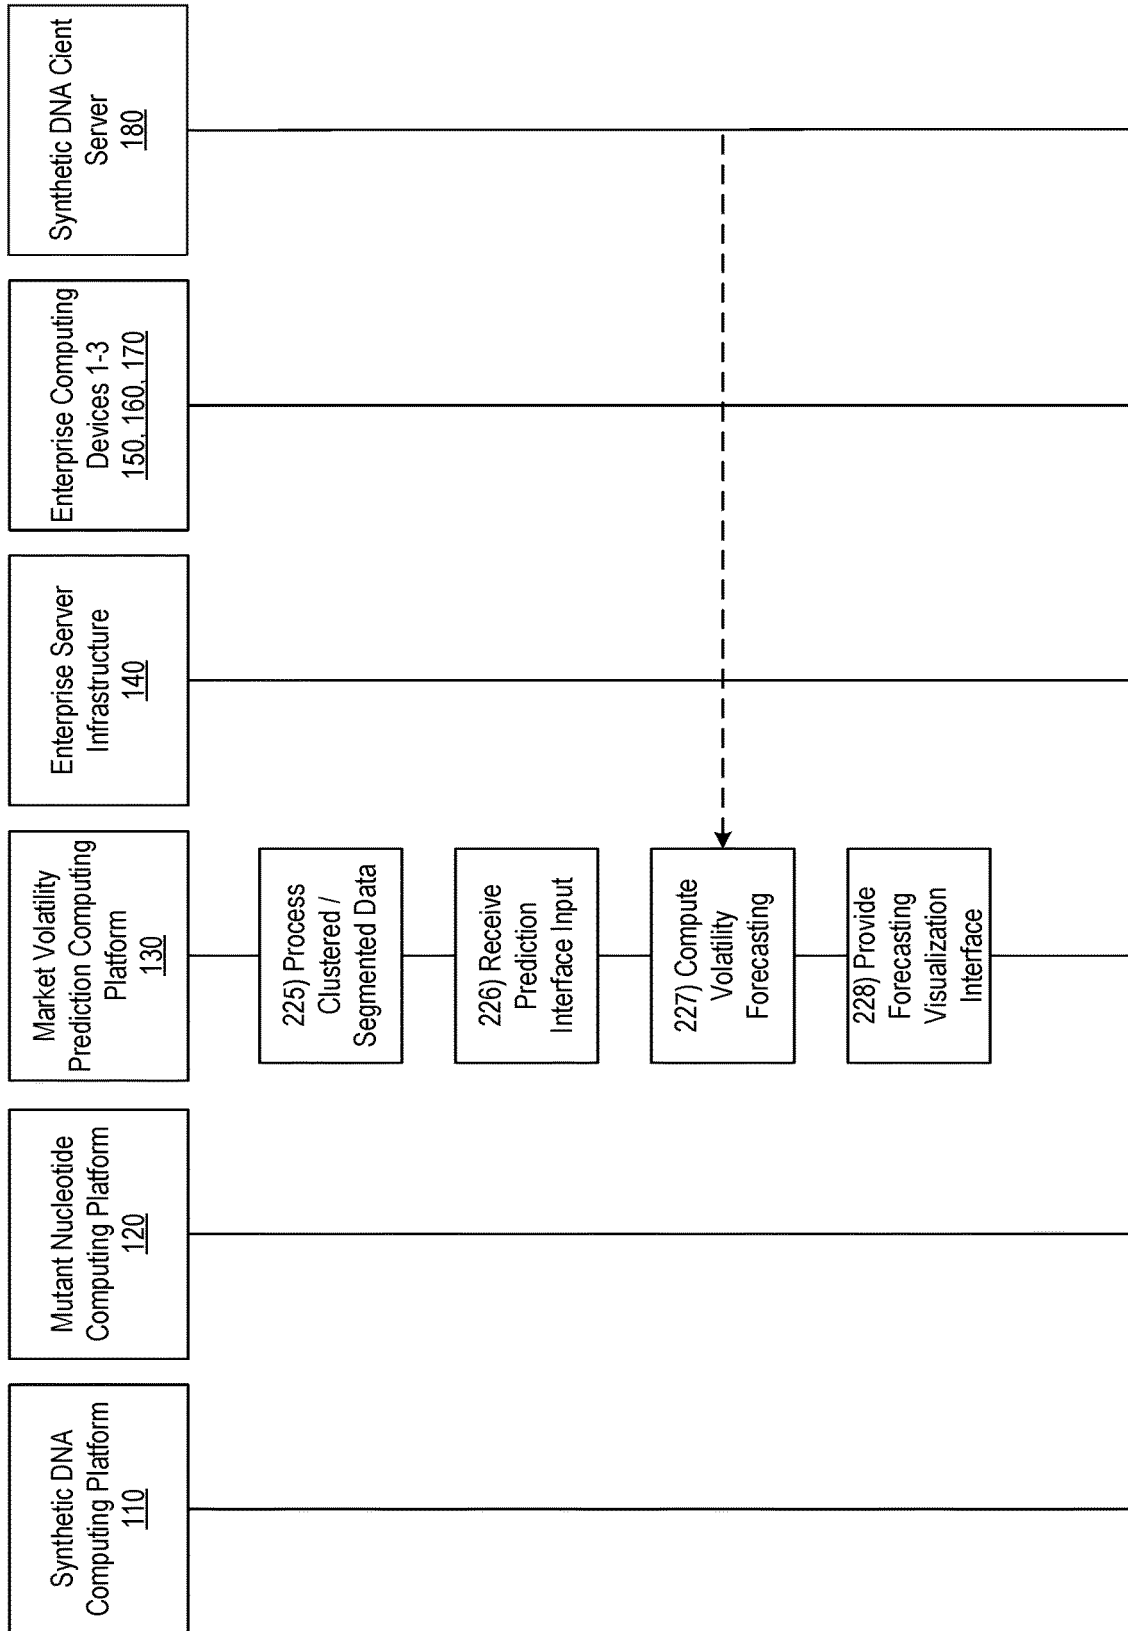 Synthetic DNA
Computing Platform
110
Mutant Nucleotide
Computing Platform
120
Market Volatility
Prediction Computing
Platform
130
Enterprise Server
Infrastructure
140
Enterprise Computing
Devices 1-3
150, 160, 170
Synthetic DNA Cient
Server
180
225) Process
Clustered /
Segmented Data
226) Receive
Prediction
Interface Input
227) Compute
Volatility
Forecasting
228) Provide
Forecasting
Visualization
Interface